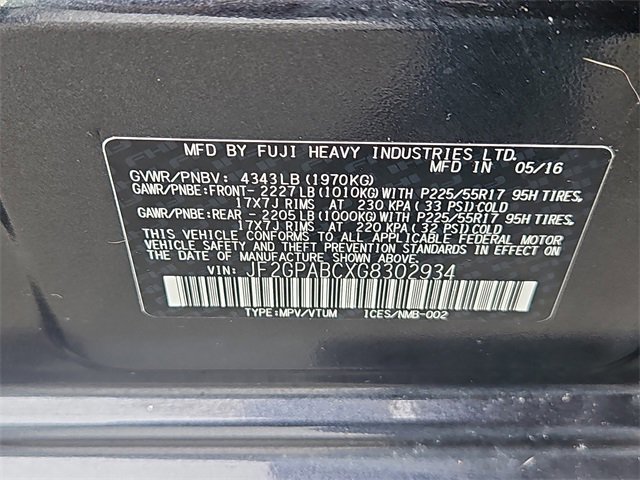 MFD BY FUJI HEAVY INDUSTRIES LTD.
MFD IN 05/16
GVWR/PNBV: 4343LB(1970KG)
GAWR/PNBE:FRONT- 2227LB(1010KG)WITH P225/55R17 95H TIRES,
17X7J RIMS AT 230 KPA(33 PSI)COLD
GAWR/PNBE:REAR - 2205LB(1000KG)WITH P225/55R17 95H TIRES,
17X7J RIMS AT 220 KPA(32 PSI)COLD
THIS VEHICLE CONFORMS TO ALL APPLICABLE FEDERAL MOTOR
VEHICLE SAFETY AND THEFT PREVENTION STANDARDS IN EFFECT ON
THE DATE OF MANUFACTURE SHOWN ABOVE.
VIN: JF2GPABCXG8302934
TYPE:MPV/VTUM ICES/NMB-002